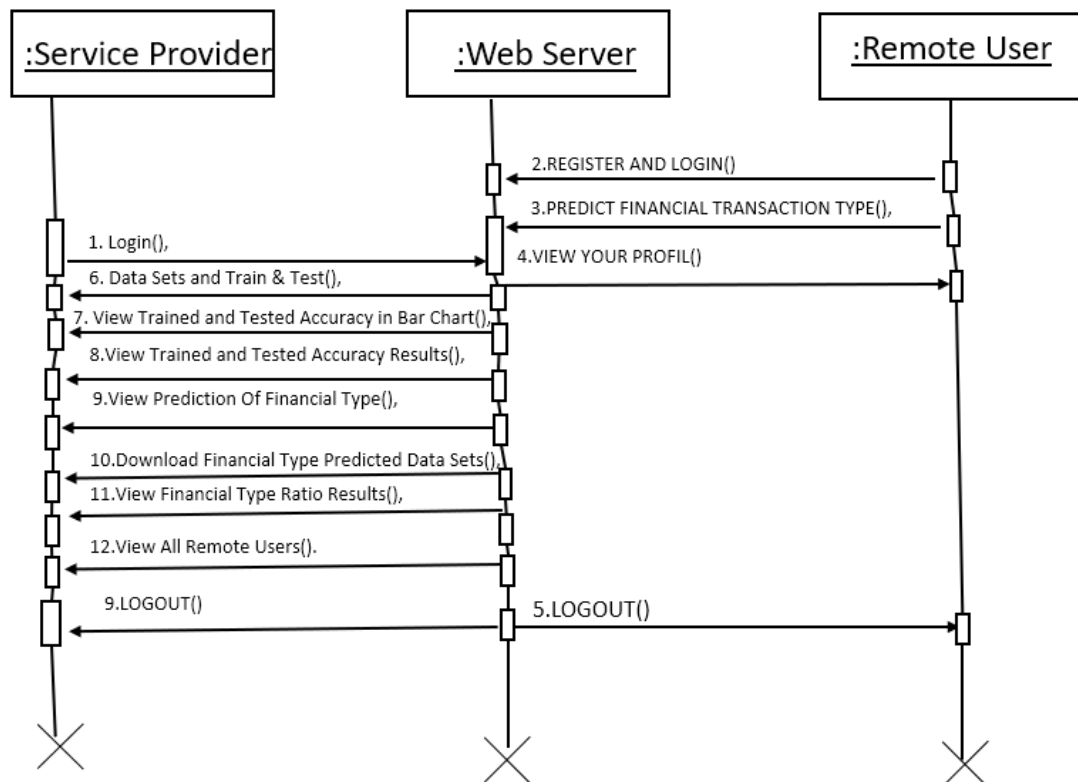 :Service Provider
:Web Server
:Remote User
2.REGISTER AND LOGIN()
3.PREDICT FINANCIAL TRANSACTION TYPE(),
1. Login(),
4.VIEW YOUR PROFIL()
6. Data Sets and Train & Test(),
7. View Trained and Tested Accuracy in Bar Chart(),
8.View Trained and Tested Accuracy Results(),
9.View Prediction Of Financial Type(),
10.Download Financial Type Predicted Data Sets(),
11.View Financial Type Ratio Results(),
12.View All Remote Users().
9.LOGOUT()
5.LOGOUT()